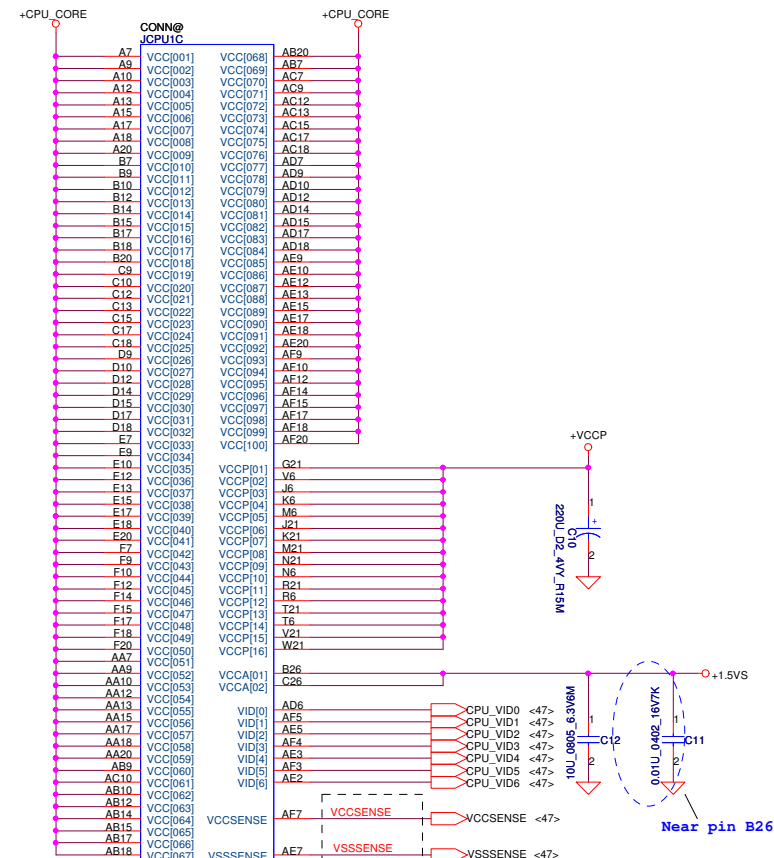 +CPU_CORE +CPU_CORE
CONN@
JCPU1C
A7 VCC[001] VCC[068] AB20
A9 VCC[002] VCC[069] AB7
A10 VCC[003] VCC[070] AC7
A12 VCC[004] VCC[071] AC9
A13 VCC[005] VCC[072] AC12
A15 VCC[006] VCC[073] AC13
A17 VCC[007] VCC[074] AC15
A18 VCC[008] VCC[075] AC17
A20 VCC[009] VCC[076] AC18
B7 VCC[010] VCC[077] AD7
B9 VCC[011] VCC[078] AD9
B10 VCC[012] VCC[079] AD10
B12 VCC[013] VCC[080] AD12
B14 VCC[014] VCC[081] AD14
B15 VCC[015] VCC[082] AD15
B17 VCC[016] VCC[083] AD17
B18 VCC[017] VCC[084] AD18
B20 VCC[018] VCC[085] AE9
C9 VCC[019] VCC[086] AE10
C10 VCC[020] VCC[087] AE12
C12 VCC[021] VCC[088] AE13
C13 VCC[022] VCC[089] AE15
C15 VCC[023] VCC[090] AE17
C17 VCC[024] VCC[091] AE18
C18 VCC[025] VCC[092] AE20
D9 VCC[026] VCC[093] AF9
D10 VCC[027] VCC[094] AF10
D12 VCC[028] VCC[095] AF12
D14 VCC[029] VCC[096] AF14
D15 VCC[030] VCC[097] AF15
D17 VCC[031] VCC[098] AF17
D18 VCC[032] VCC[099] AF18
E7 VCC[033] VCC[100] AF20
E9 VCC[034]
E10 VCC[035] VCCP[01] G21
E12 VCC[036] VCCP[02] V6
E13 VCC[037] VCCP[03] J6
E15 VCC[038] VCCP[04] K6
E17 VCC[039] VCCP[05] M6
E18 VCC[040] VCCP[06] J21
E20 VCC[041] VCCP[07] K21
F7 VCC[042] VCCP[08] M21
F9 VCC[043] VCCP[09] N21
F10 VCC[044] VCCP[10] N6
F12 VCC[045] VCCP[11] R21
F14 VCC[046] VCCP[12] R6
F15 VCC[047] VCCP[13] T21
F17 VCC[048] VCCP[14] T6
F18 VCC[049] VCCP[15] V21
F20 VCC[050] VCCP[16] W21
AA7 VCC[051]
AA9 VCC[052] VCCA[01] B26
AA10 VCC[053] VCCA[02] C26
AA12 VCC[054]
AA13 VCC[055] VID[0] AD6 CPU_VID0 <47>
AA15 VCC[056] VID[1] AF5 CPU_VID1 <47>
AA17 VCC[057] VID[2] AE5 CPU_VID2 <47>
AA18 VCC[058] VID[3] AF4 CPU_VID3 <47>
AA20 VCC[059] VID[4] AE3 CPU_VID4 <47>
AB9 VCC[060] VID[5] AF3 CPU_VID5 <47>
AC10 VCC[061] VID[6] AE2 CPU_VID6 <47>
AB10 VCC[062]
AB12 VCC[063]
AB14 VCC[064] VCCSENSE AF7 VCCSENSE VCCSENSE <47>
AB15 VCC[065]
AB17 VCC[066]
AB18 VCC[067] VSSSENSE AE7 VSSSENSE VSSSENSE <47>
+VCCP
1
+
C10
220U_D2_4VY_R15M
2
+1.5VS
1
C12
10U_0805_6.3V6M
2
1
C11
0.01U_0402_16V7K
2
Near pin B26